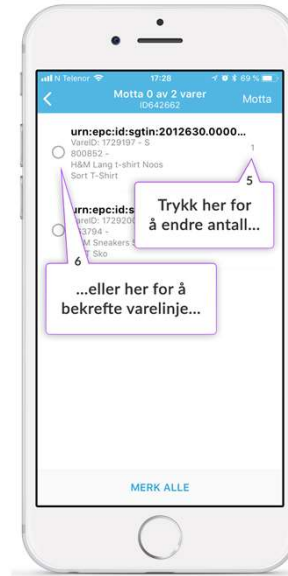 N Telenor 17:28 69 %
Motta 0 av 2 varer
ID642662
Motta
urn:epc:id:sgtin:2012630.0000...
VareID: 1729197 - S
800852 -
H&M Lang t-shirt Noos
Sort T-Shirt
1
5
Trykk her for
å endre antall...
urn:epc:id:s
VareID: 1729200
3794 -
M Sneakers
Sko
6
...eller her for å
bekrefte varelinje...
MERK ALLE